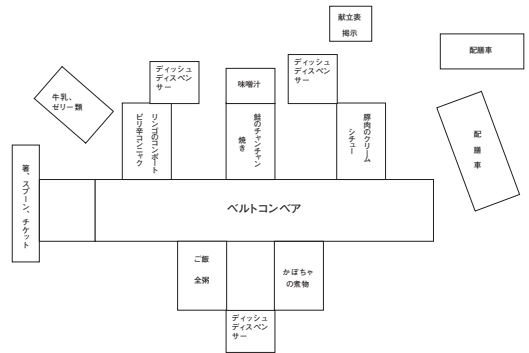 献立表
掲示
配膳車
ディッシュ
ディスペン
サー
ディッシュ
ディスペン
サー
味噌汁
牛乳、
ゼリー類
リンゴのコンポート
ピリ辛コンニャク
鮭のチャンチャン
焼き
豚肉のクリーム
シチュー
配膳車
箸、スプーン、チケット
ベルトコンベア
ご飯
全粥
かぼちゃ
の煮物
ディッシュ
ディスペン
サー